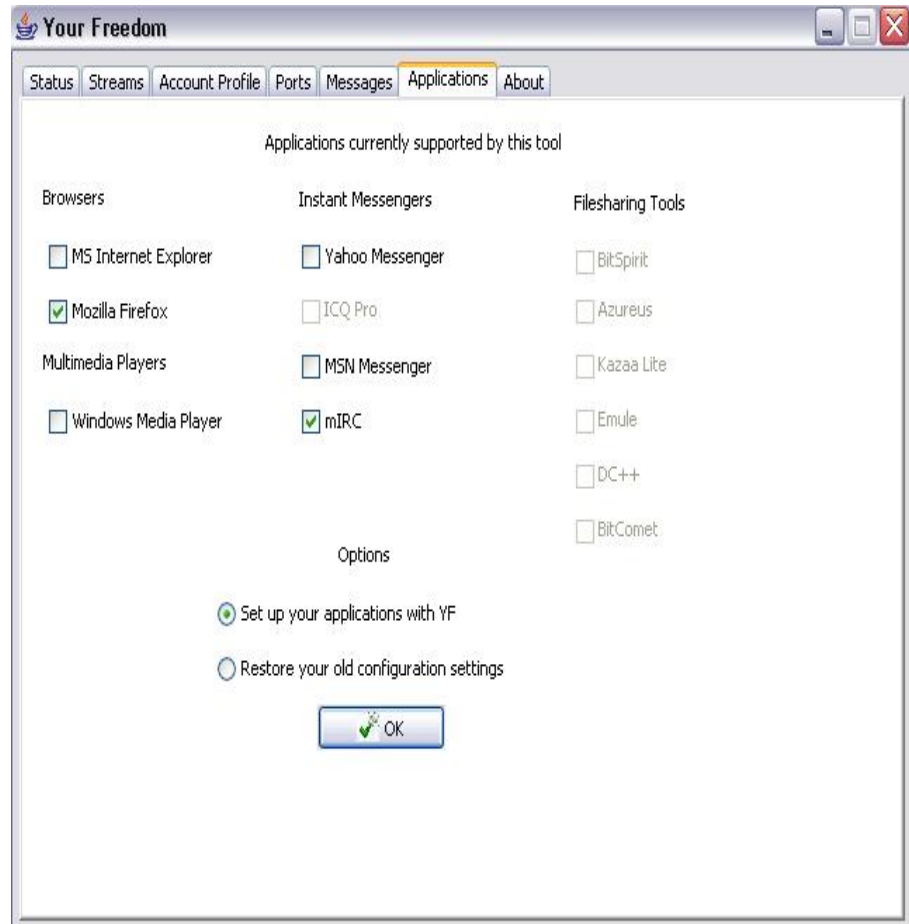 Your Freedom
Status Streams Account Profile Ports Messages Applications About
Applications currently supported by this tool
Browsers
MS Internet Explorer
Mozilla Firefox
Multimedia Players
Windows Media Player
Instant Messengers
Yahoo Messenger
ICQ Pro
MSN Messenger
mIRC
Filesharing Tools
BitSpirit
Azureus
Kazaa Lite
Emule
DC++
BitComet
Options
Set up your applications with YF
Restore your old configuration settings
OK